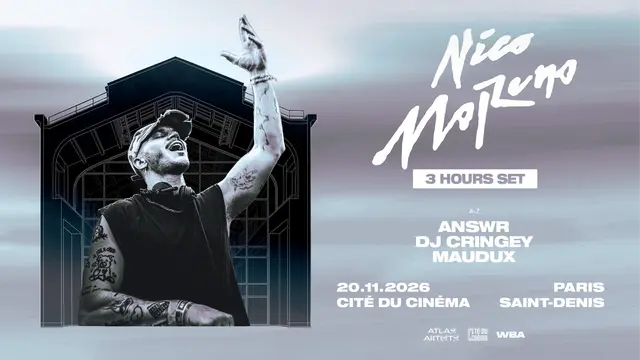 Nico
Moreno
3 HOURS SET
ANSWR
DJ CRINGEY
MAUDUX
20.11.2026
CITÉ DU CINÉMA
PARIS
SAINT-DENIS
ATLAS
ARTISTS
WBA